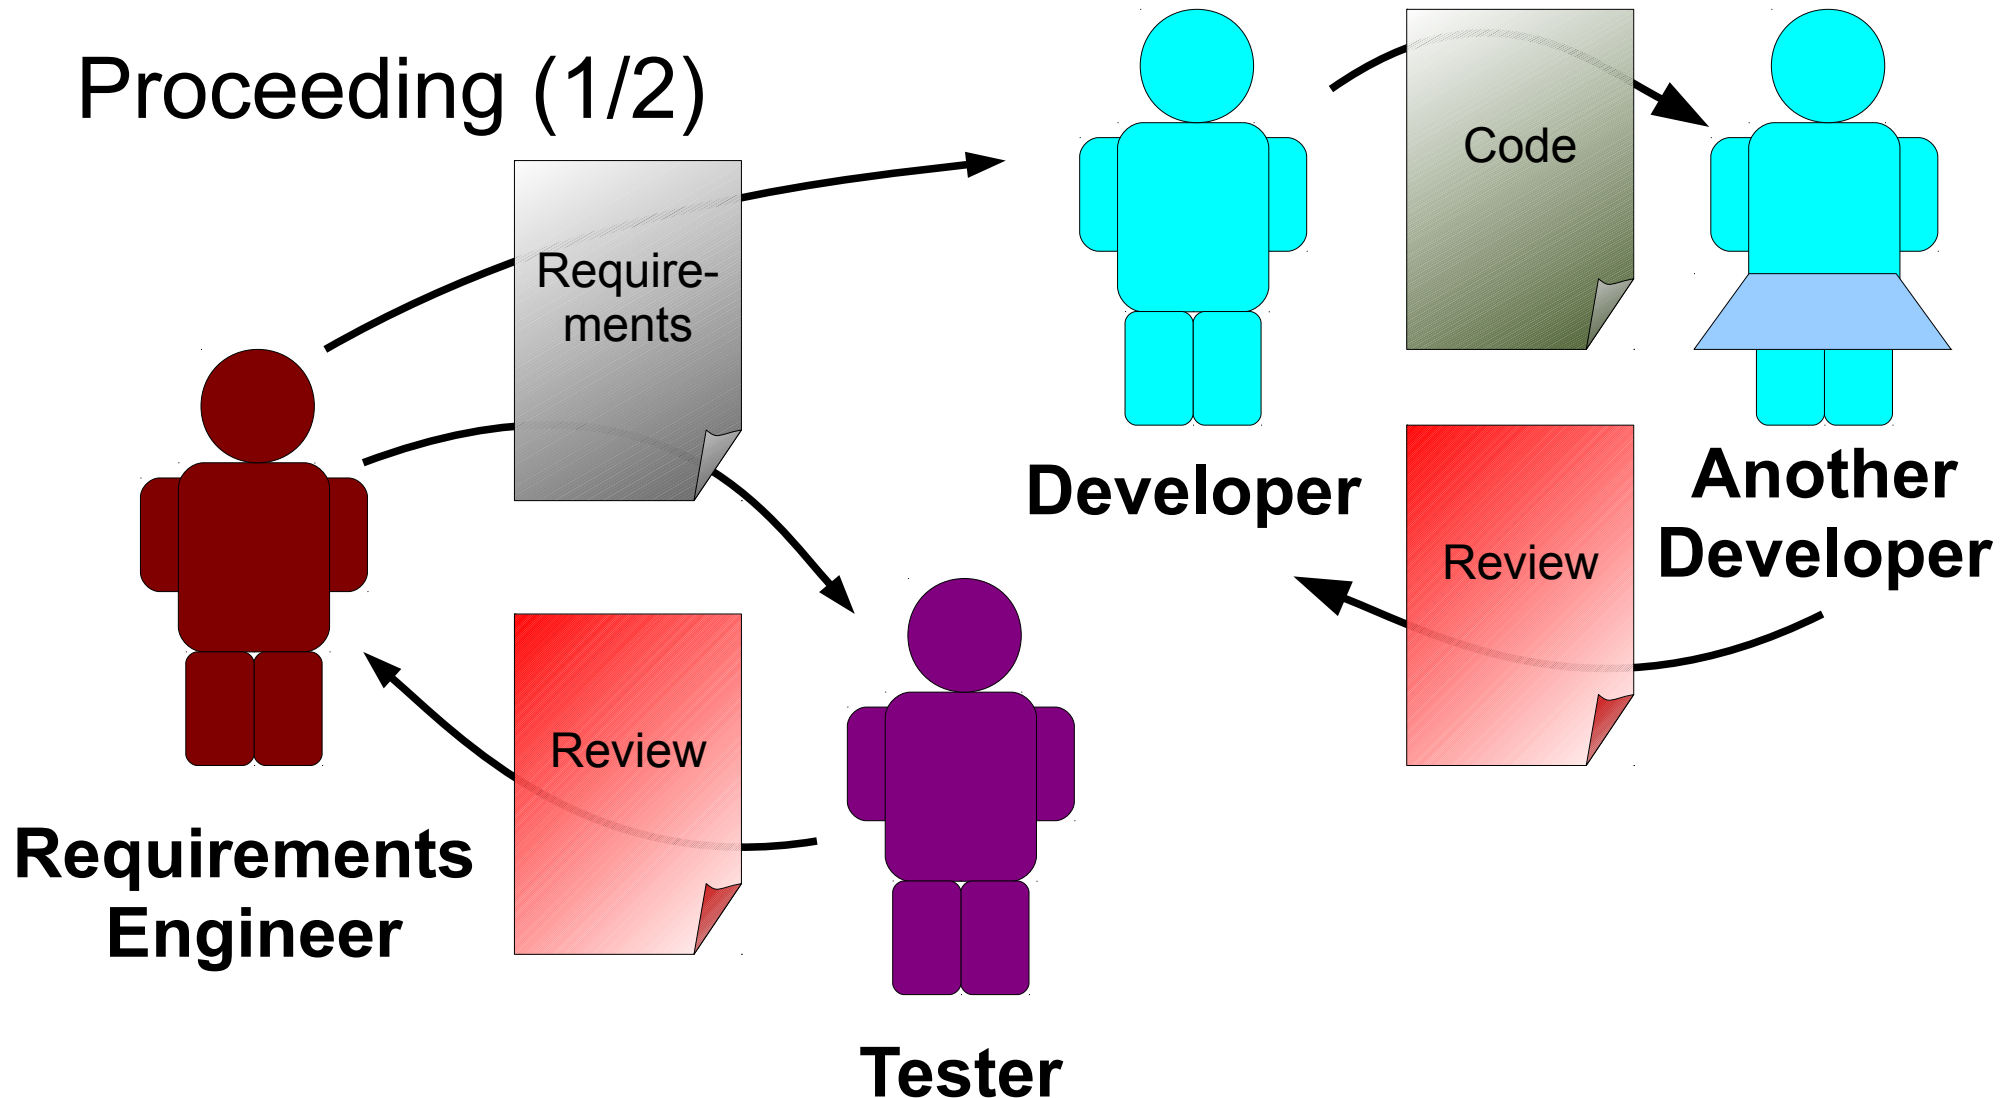 Proceeding (1/2)
Code
Require-
ments
Developer
Another
Developer
Review
Review
Requirements
Engineer
Tester